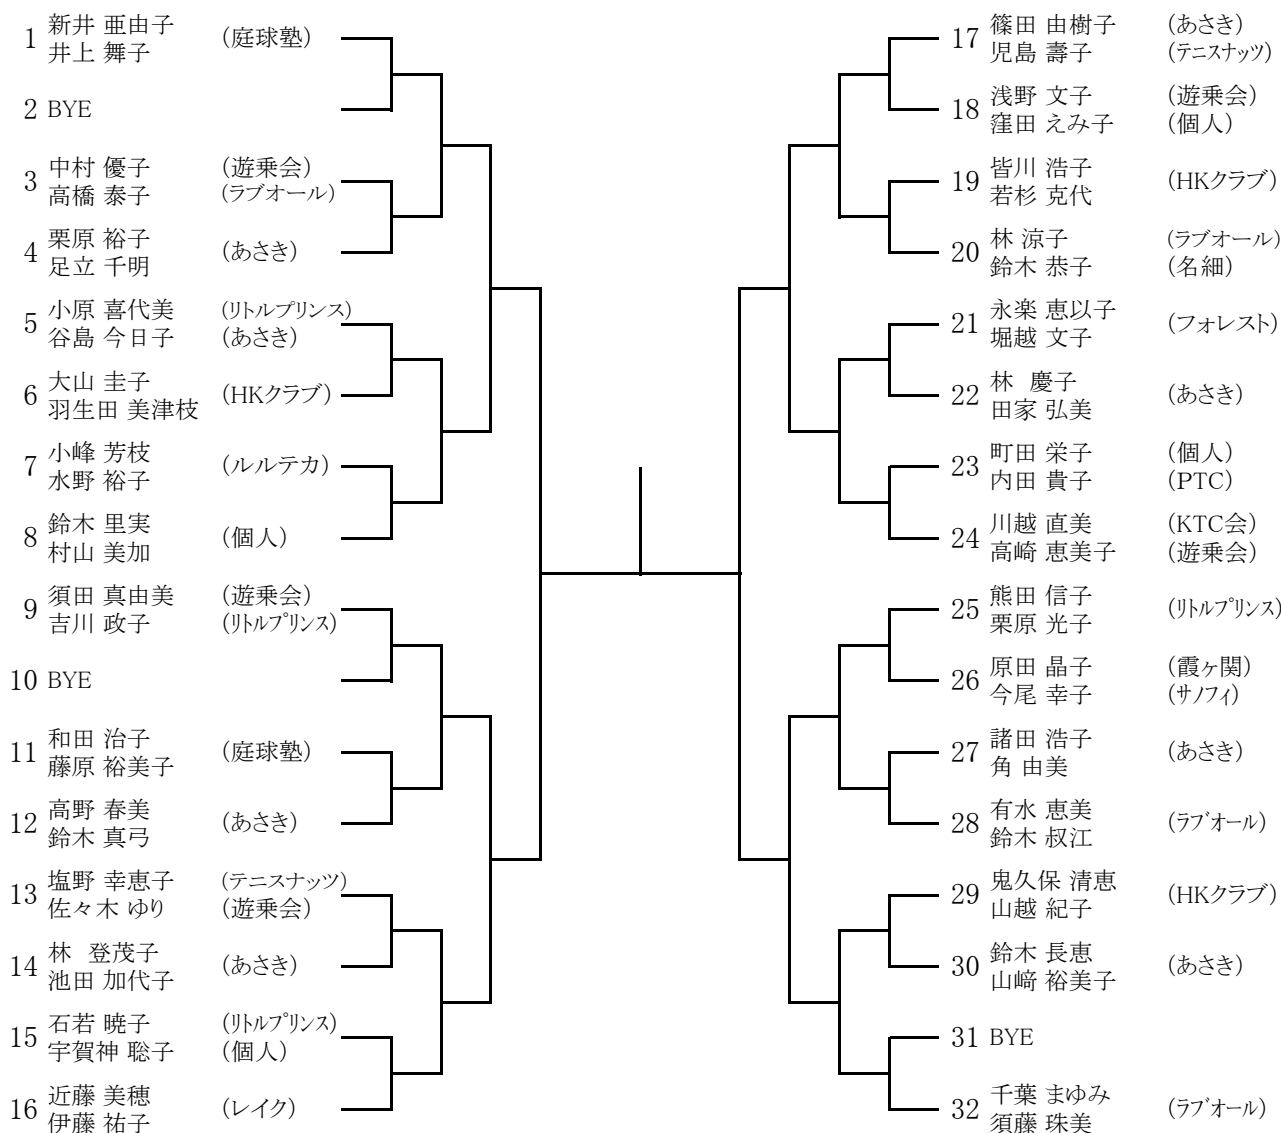 1 新井 亜由子 (庭球塾)
井上 舞子
2 BYE
3 中村 優子 (遊乗会)
高橋 泰子 (ラブオール)
4 栗原 裕子 (あさき)
足立 千明
5 小原 喜代美 (リトルプリンス)
谷島 今日子 (あさき)
6 大山 圭子 (HKクラブ)
羽生田 美津枝
7 小峰 芳枝 (ルルテカ)
水野 裕子
8 鈴木 里実 (個人)
村山 美加
9 須田 真由美 (遊乗会)
吉川 政子 (リトルプリンス)
10 BYE
11 和田 治子 (庭球塾)
藤原 裕美子
12 高野 春美 (あさき)
鈴木 真弓
13 塩野 幸恵子 (テニスナッツ)
佐々木 ゆり (遊乗会)
14 林 登茂子 (あさき)
池田 加代子
15 石若 暁子 (リトルプリンス)
宇賀神 聡子 (個人)
16 近藤 美穂 (レイク)
伊藤 祐子
17 篠田 由樹子 (あさき)
児島 壽子 (テニスナッツ)
18 浅野 文子 (遊乗会)
窪田 えみ子 (個人)
19 皆川 浩子 (HKクラブ)
若杉 克代
20 林 涼子 (ラブオール)
鈴木 恭子 (名細)
21 永楽 恵以子 (フォレスト)
堀越 文子
22 林 慶子 (あさき)
田家 弘美
23 町田 栄子 (個人)
内田 貴子 (PTC)
24 川越 直美 (KTC会)
高崎 恵美子 (遊乗会)
25 熊田 信子 (リトルプリンス)
栗原 光子
26 原田 晶子 (霞ヶ関)
今尾 幸子 (サノフィ)
27 諸田 浩子 (あさき)
角 由美
28 有水 恵美 (ラブオール)
鈴木 叔江
29 鬼久保 清恵 (HKクラブ)
山越 紀子
30 鈴木 長恵 (あさき)
山﨑 裕美子
31 BYE
32 千葉 まゆみ (ラブオール)
須藤 珠美